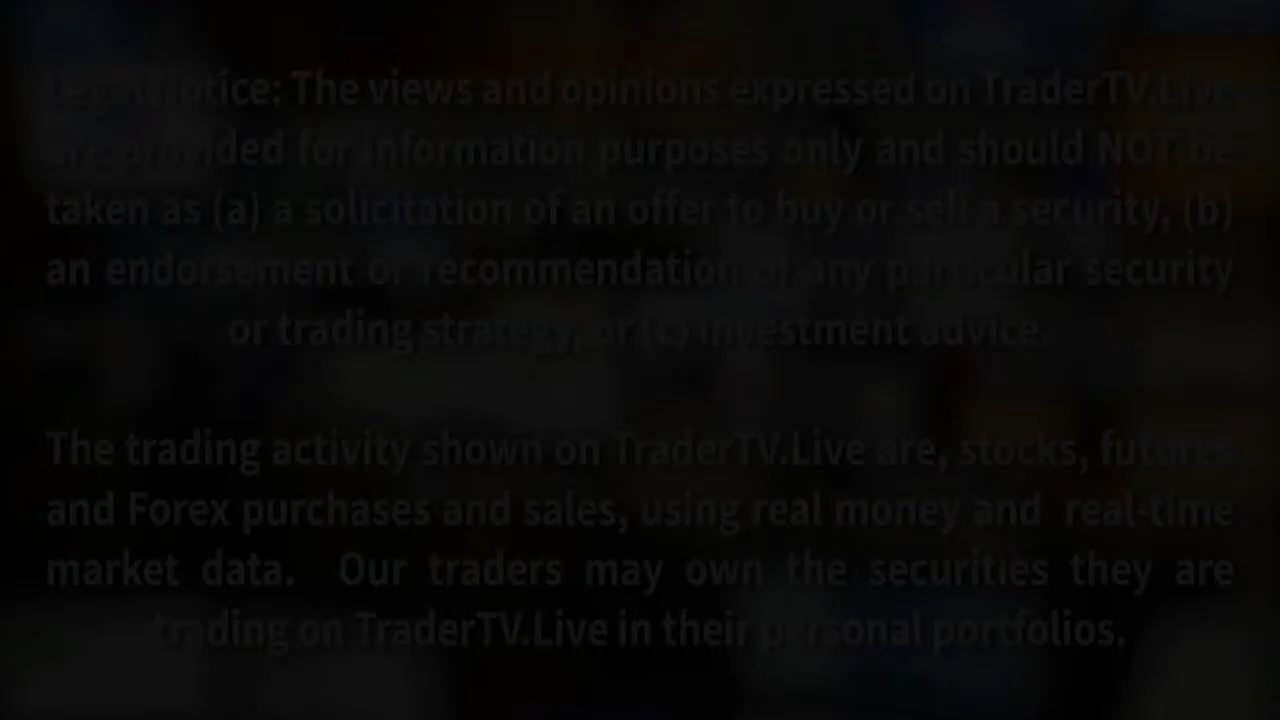 Legal Notice: The views and opinions expressed on TraderTV.Live
are provided for information purposes only and should NOT be
taken as (a) a solicitation of an offer to buy or sell a security, (b)
an endorsement or recommendation of any particular security
or trading strategy, or (c) investment advice.
The trading activity shown on TraderTV.Live are, stocks, futures
and Forex purchases and sales, using real money and real-time
market data. Our traders may own the securities they are
trading on TraderTV.Live in their personal portfolios.